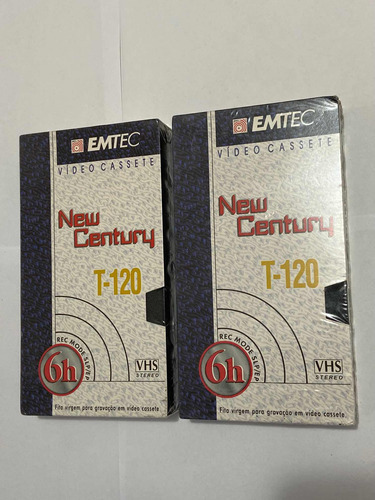 EMTEC
VÍDEO CASSETE
New
Century
T-120
REC MODE SLP/EP
6h
VHS
STEREO
Fita virgem para gravação em vídeo cassete
EMTEC
VÍDEO CASSETE
New
Century
T-120
REC MODE SLP/EP
6h
VHS
STEREO
Fita virgem para gravação em vídeo cassete.